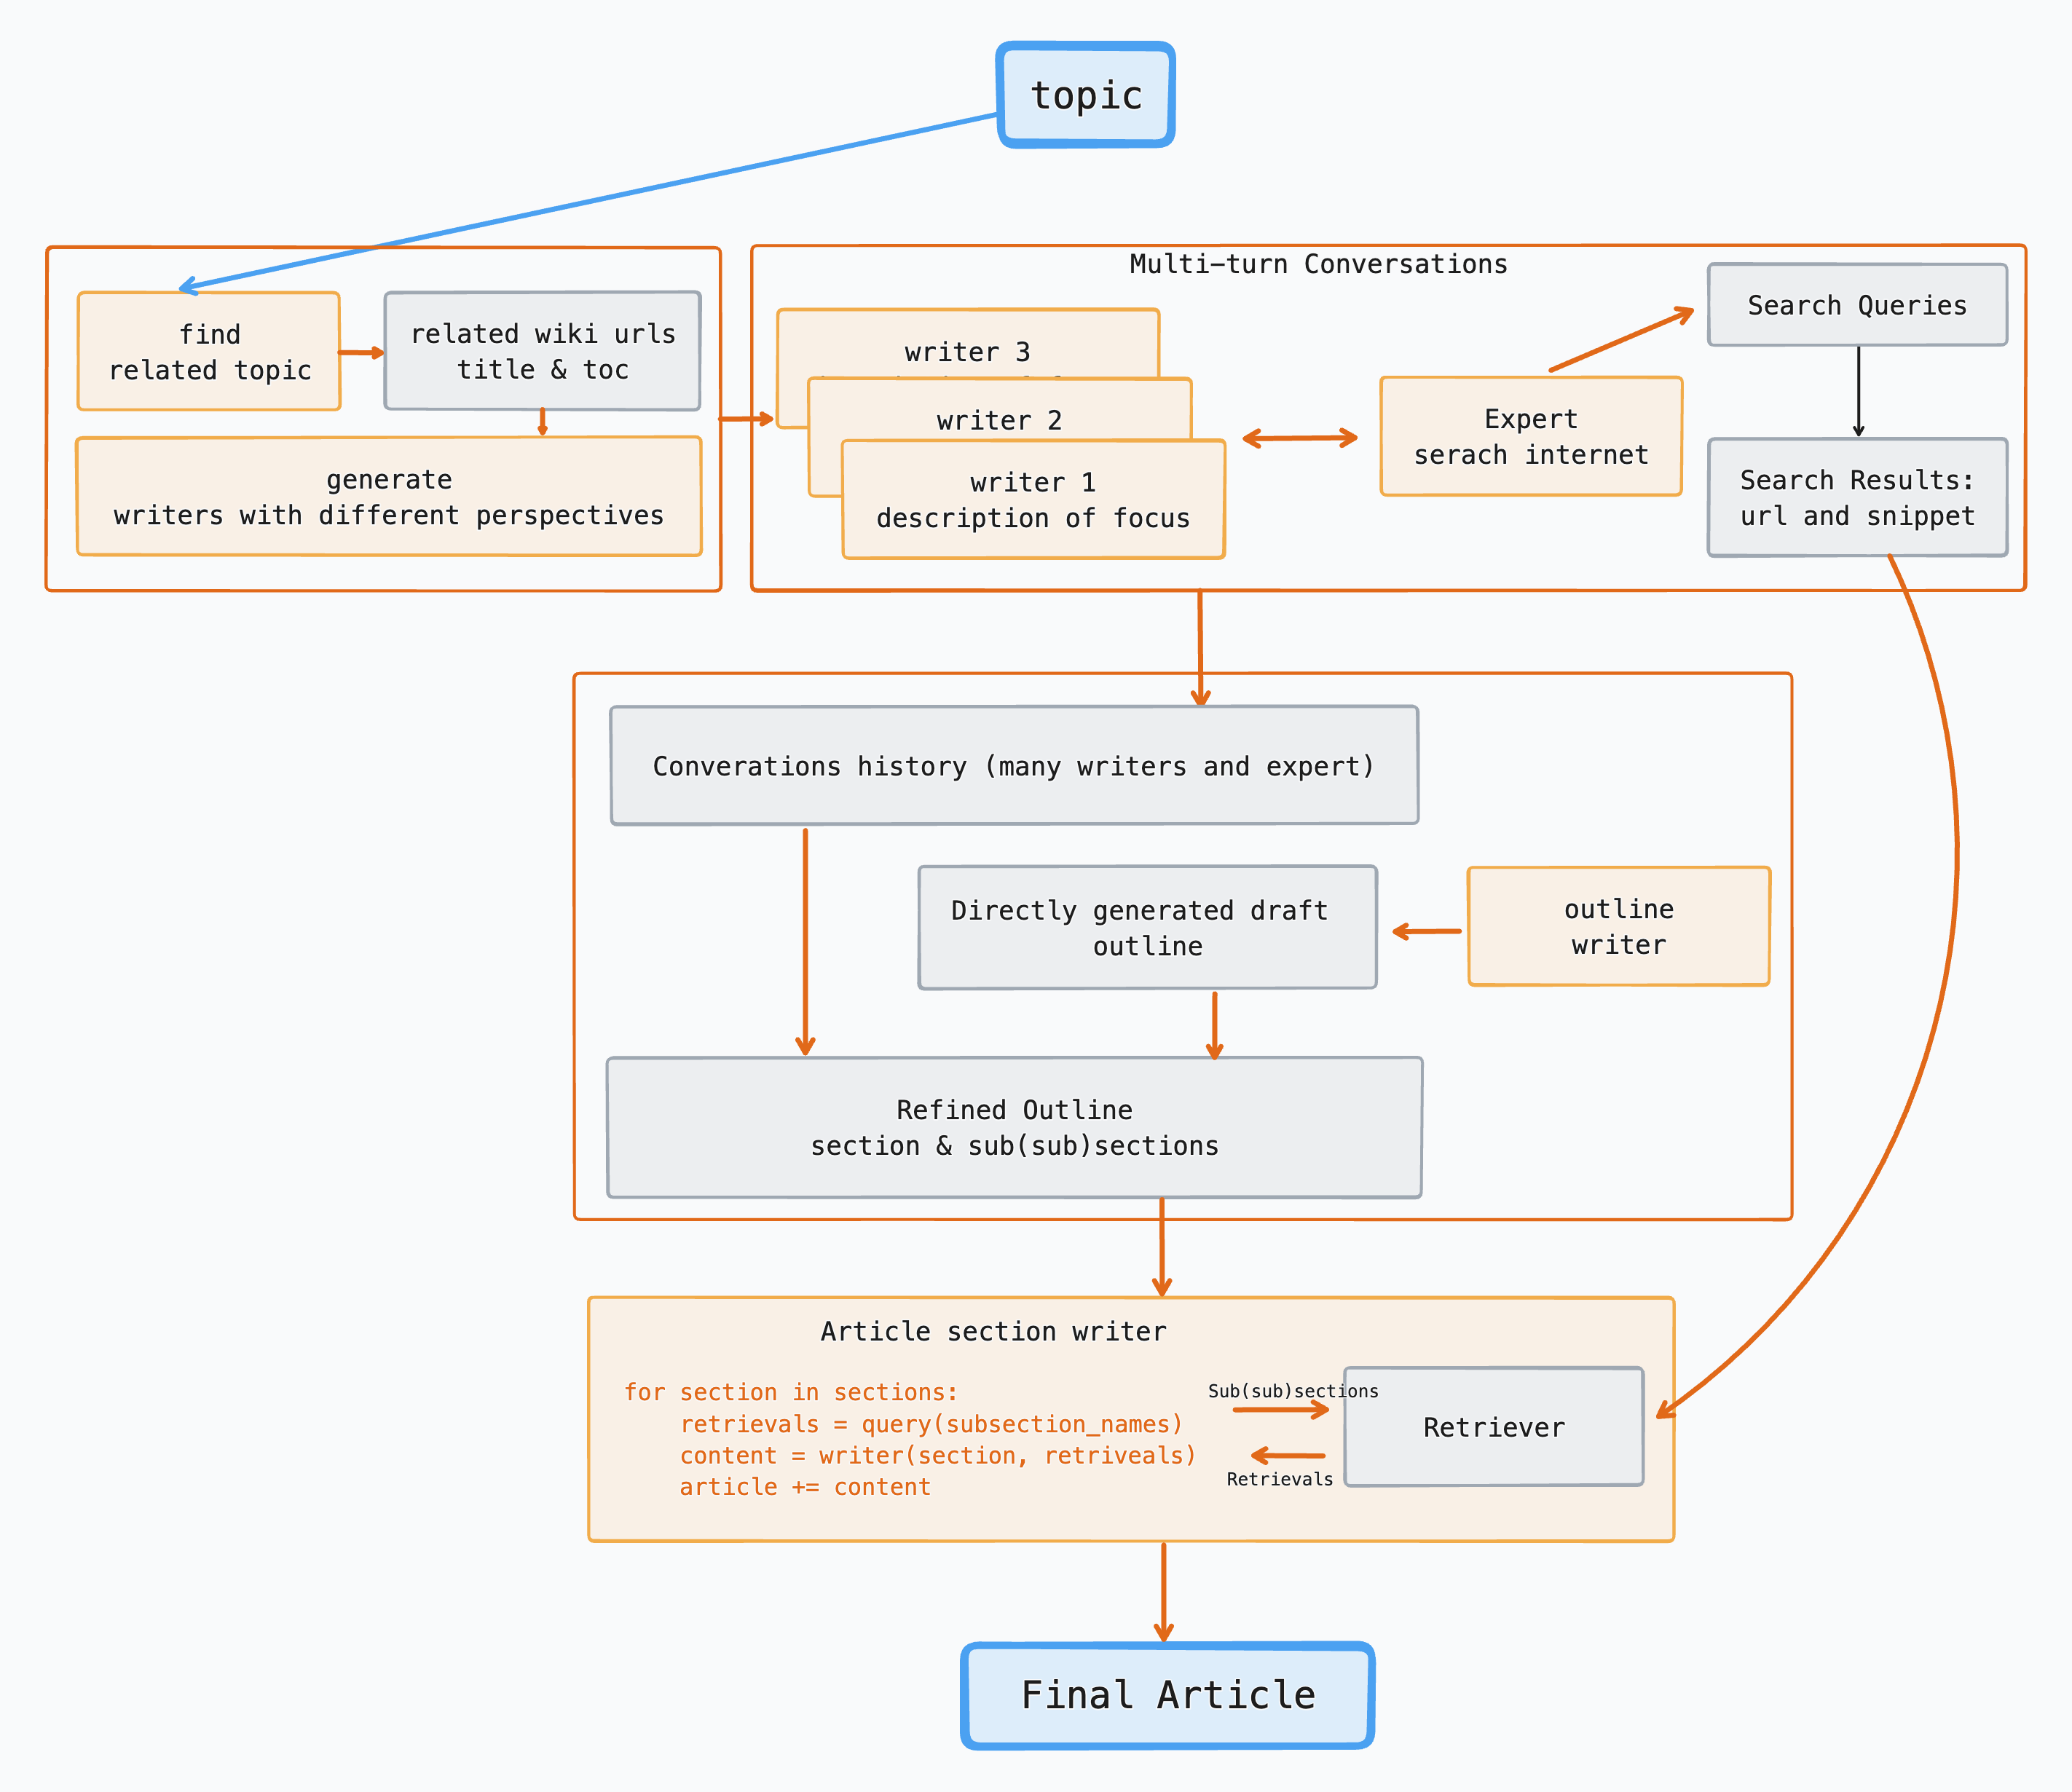 topic
find
related topic
related wiki urls
title & toc
generate
writers with different perspectives
Multi-turn Conversations
writer 3
writer 2
writer 1
description of focus
Expert
serach internet
Search Queries
Search Results:
url and snippet
Converations history (many writers and expert)
Directly generated draft
outline
outline
writer
Refined Outline
section & sub(sub)sections
Article section writer
for section in sections:
    retrievals = query(subsection_names)
    content = writer(section, retriveals)
    article += content
Sub(sub)sections
Retrievals
Retriever
Final Article